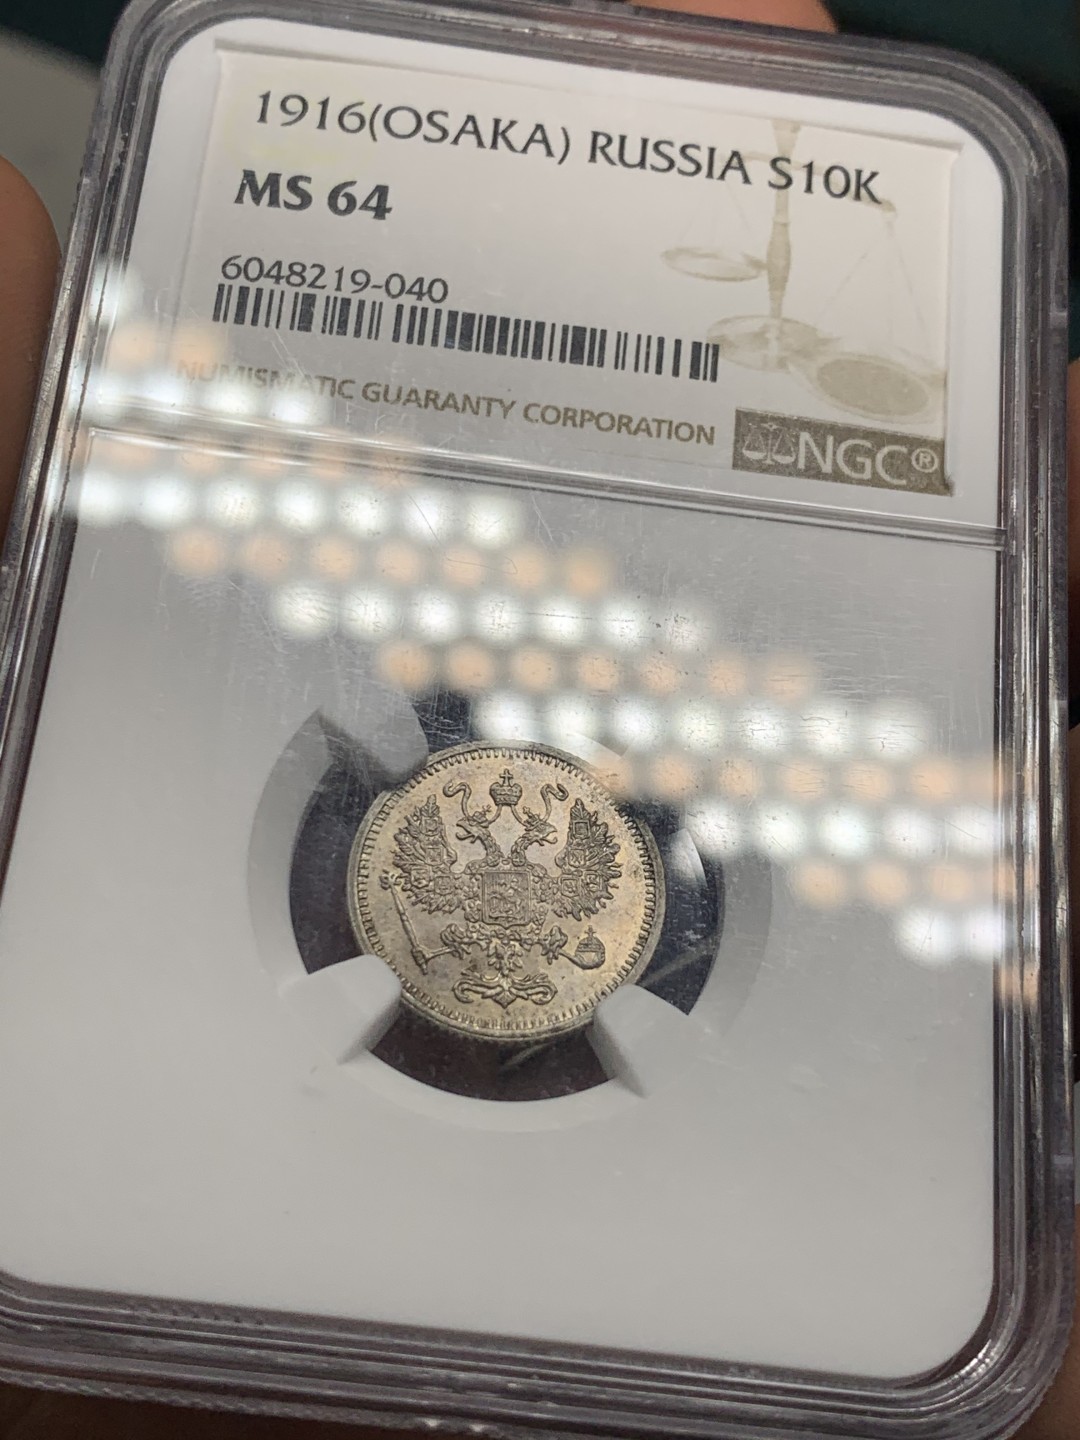 1916(OSAKA) RUSSIA S10K
MS 64
6048219-040
NUMISMATIC GUARANTY CORPORATION
NGC®